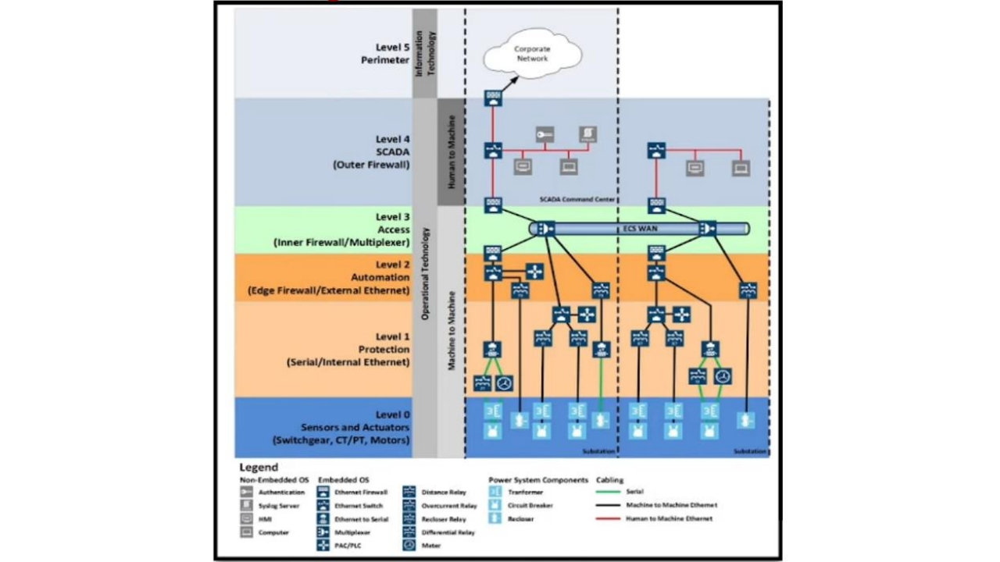 Level 5
Perimeter
Information
Technology
Corporate
Network
Level 4
SCADA
(Outer Firewall)
Human to Machine
SCADA Command Center
Level 3
Access
(Inner Firewall/Multiplexer)
ECS WAN
Operational Technology
Level 2
Automation
(Edge Firewall/External Ethernet)
Machine to Machine
Level 1
Protection
(Serial/Internal Ethernet)
Level 0
Sensors and Actuators
(Switchgear, CT/PT, Motors)
Substation
Substation
Legend
Non-Embedded OS
Authentication
Syslog Server
HMI
Computer
Embedded OS
Ethernet Firewall
Ethernet Switch
Ethernet to Serial
Multiplexer
PAC/PLC
Distance Relay
Overcurrent Relay
Recloser Relay
Differential Relay
Meter
Power System Components
Tranformer
Circuit Breaker
Recloser
Cabling
Serial
Machine to Machine Ethernet
Human to Machine Ethernet